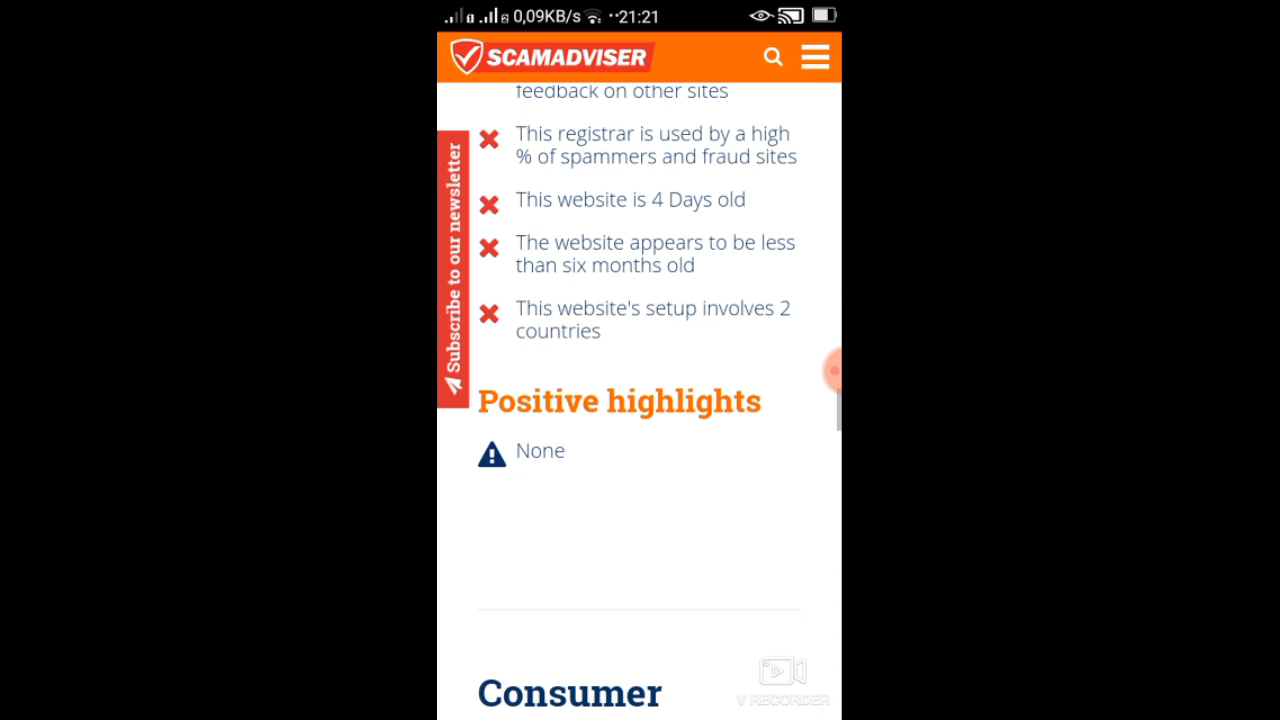 0,09KB/s ··21:21
SCAMADVISER
feedback on other sites
This registrar is used by a high
% of spammers and fraud sites
This website is 4 Days old
The website appears to be less
than six months old
This website's setup involves 2
countries
Subscribe to our newsletter
Positive highlights
None
Consumer
V RECORDER